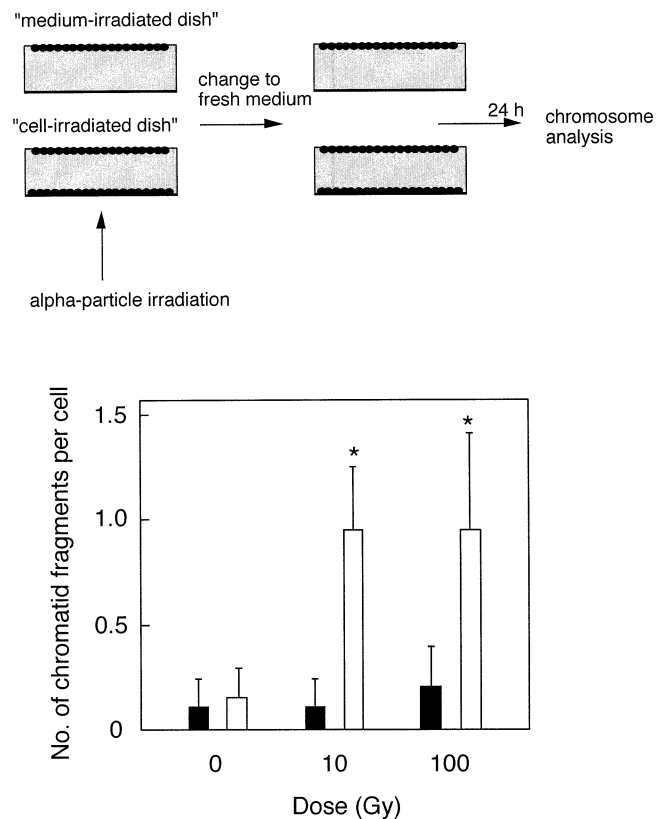 "medium-irradiated dish"
change to
fresh medium
"cell-irradiated dish"
24 h
chromosome
analysis
alpha-particle irradiation
No. of chromatid fragments per cell
1.5
1.0
0.5
0
*
*
0
10
100
Dose (Gy)